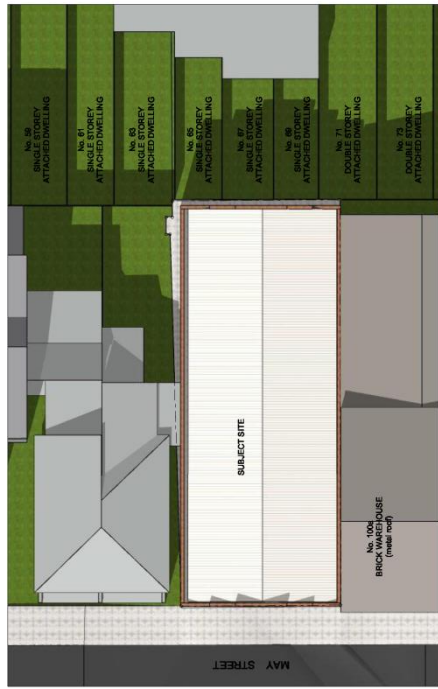 No. 59
SINGLE STOREY
ATTACHED DWELLING
No. 61
SINGLE STOREY
ATTACHED DWELLING
No. 63
SINGLE STOREY
ATTACHED DWELLING
No. 65
SINGLE STOREY
ATTACHED DWELLING
No. 67
SINGLE STOREY
ATTACHED DWELLING
No. 69
SINGLE STOREY
ATTACHED DWELLING
No. 71
DOUBLE STOREY
ATTACHED DWELLING
No. 73
DOUBLE STOREY
ATTACHED DWELLING
SUBJECT SITE
No. 100a
BRICK WAREHOUSE
(metal roof)
MAY STREET